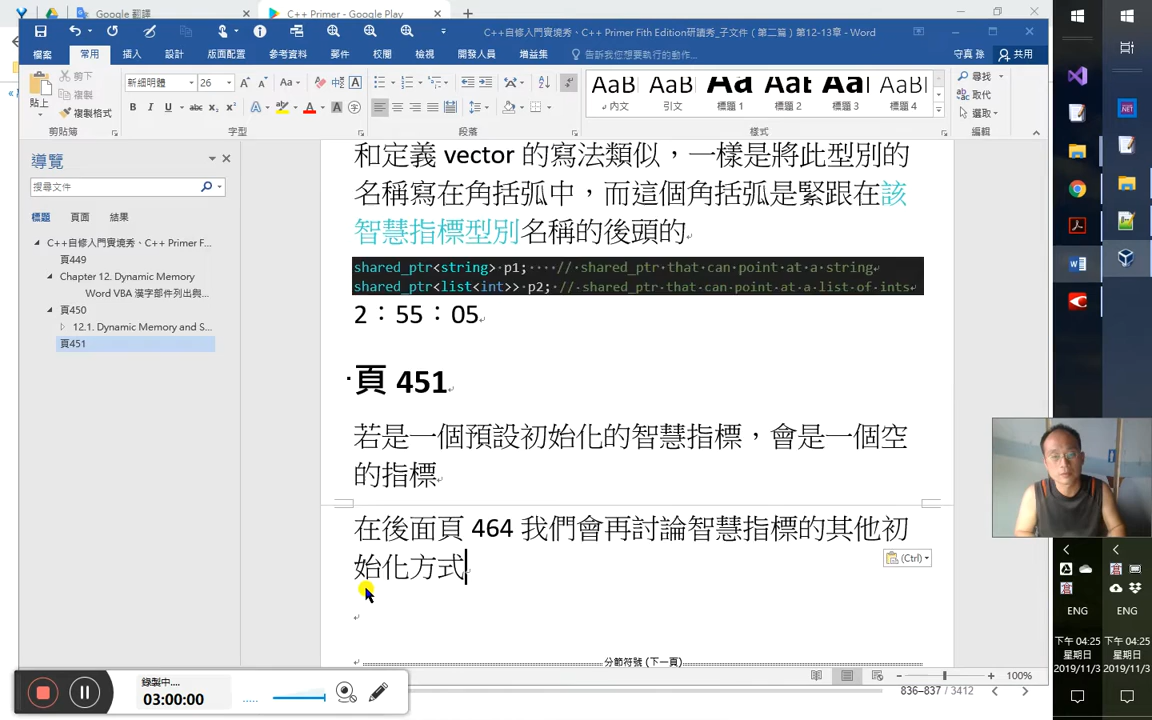 Google 翻譯
C++ Primer - Google Play
C++自修入門實境秀、C++ Primer Fith Edition研讀秀_子文件（第二篇）第12-13章 - Word
檔案 常用 插入 設計 版面配置 參考資料 郵件 校閱 檢視 開發人員 增益集 告訴我您想要執行的動作... 共用
貼上 剪下 複製 複製格式
新細明體 26
AaB AaB AaB AaB AaB AaBl
內文 引文 標題 1 標題 2 標題 3 標題 4
尋找 取代 選取
剪貼簿 字型 段落 樣式 編輯
導覽
搜尋文件
標題 頁面 結果
C++自修入門實境秀、C++ Primer F...
頁449
Chapter 12. Dynamic Memory
Word VBA 漢字部件列出與...
頁450
12.1. Dynamic Memory and S...
頁451
和定義 vector 的寫法類似，一樣是將此型別的
名稱寫在角括弧中，而這個角括弧是緊跟在該
智慧指標型別名稱的後頭的
shared_ptr<string> p1; // shared_ptr that can point at a string
shared_ptr<list<int>> p2; // shared_ptr that can point at a list of ints
2：55：05
頁 451
若是一個預設初始化的智慧指標，會是一個空
的指標
在後面頁 464 我們會再討論智慧指標的其他初
始化方式
(Ctrl)
分節符號 (下一頁)
100%
836–837 / 3412
錄製中....
03:00:00
ENG ENG
下午 04:25 下午 04:25
星期日 星期日
2019/11/3 2019/11/3